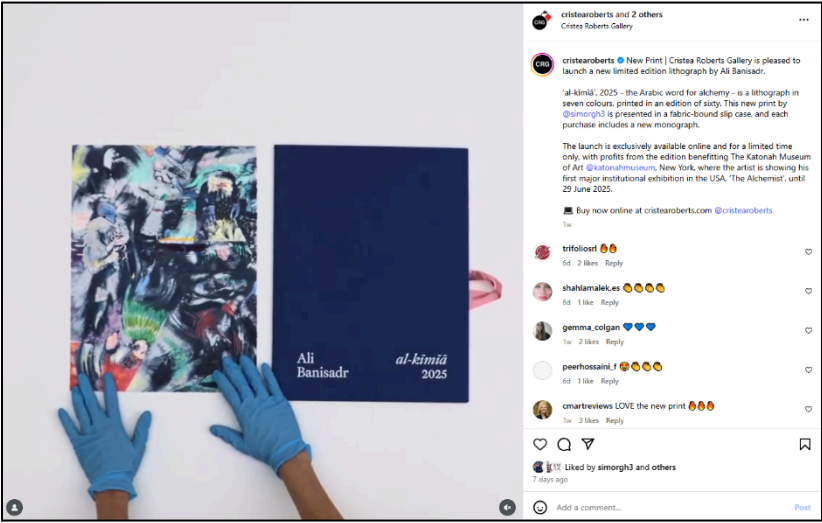 Ali
Banisadr
al-kīmiā
2025
CRG
cristearoberts and 2 others
Cristea Roberts Gallery
CRG
cristearoberts New Print | Cristea Roberts Gallery is pleased to
launch a new limited edition lithograph by Ali Banisadr.
'al-kīmiā', 2025 - the Arabic word for alchemy - is a lithograph in
seven colours, printed in an edition of sixty. This new print by
@simorgh3 is presented in a fabric-bound slip case, and each
purchase includes a new monograph.
The launch is exclusively available online and for a limited time
only, with profits from the edition benefitting The Katonah Museum
of Art @katonahmuseum, New York, where the artist is showing his
first major institutional exhibition in the USA, 'The Alchemist', until
29 June 2025.
💻 Buy now online at cristearoberts.com @cristearoberts
1w
trifoliosrl 🔥🔥
6d 2 likes Reply
shahlamalek.es 👏👏👏👏
6d 1 like Reply
gemma_colgan 💙💙💙
1w 2 likes Reply
peerhossaini_f 🥰👏👏👏
6d 1 like Reply
cmartreviews LOVE the new print 🔥🔥🔥
1w 3 likes Reply
Liked by simorgh3 and others
7 days ago
Add a comment...
Post